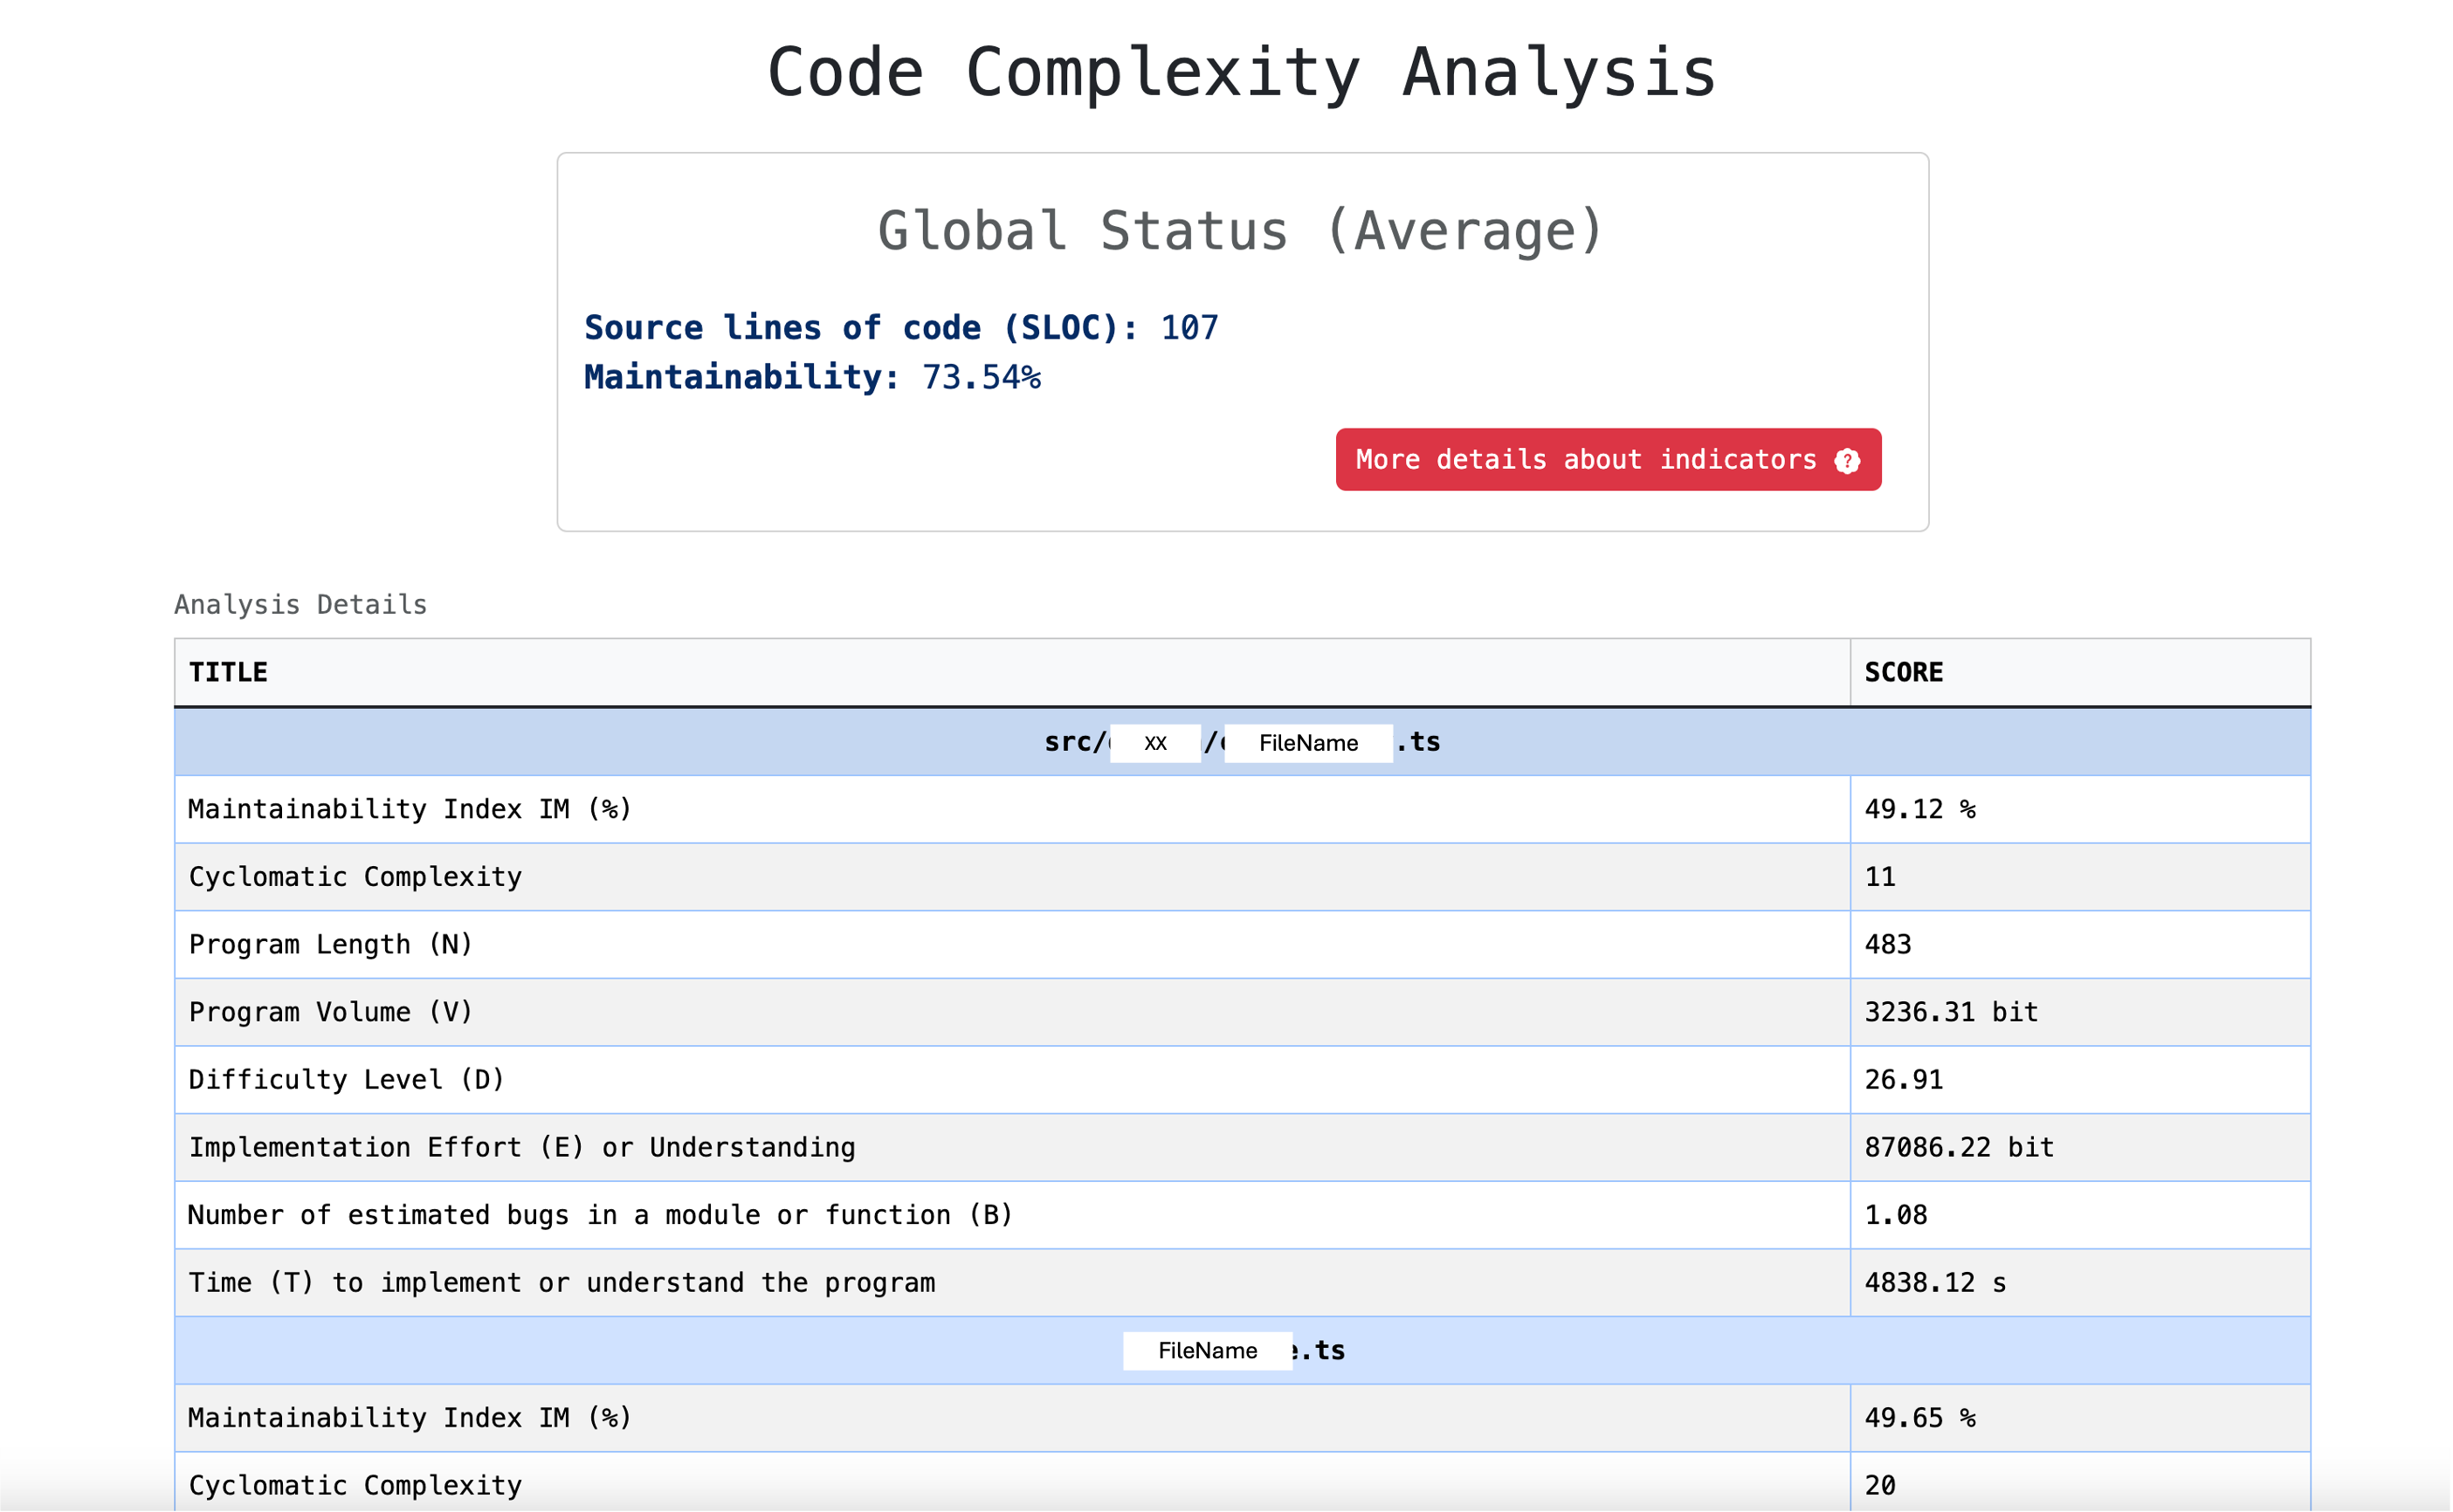 Code Complexity Analysis
Global Status (Average)
Source lines of code (SLOC): 107
Maintainability: 73.54%
More details about indicators ?
Analysis Details
TITLE SCORE
src/ XX / FileName .ts
Maintainability Index IM (%) 49.12 %
Cyclomatic Complexity 11
Program Length (N) 483
Program Volume (V) 3236.31 bit
Difficulty Level (D) 26.91
Implementation Effort (E) or Understanding 87086.22 bit
Number of estimated bugs in a module or function (B) 1.08
Time (T) to implement or understand the program 4838.12 s
FileName e.ts
Maintainability Index IM (%) 49.65 %
Cyclomatic Complexity 20